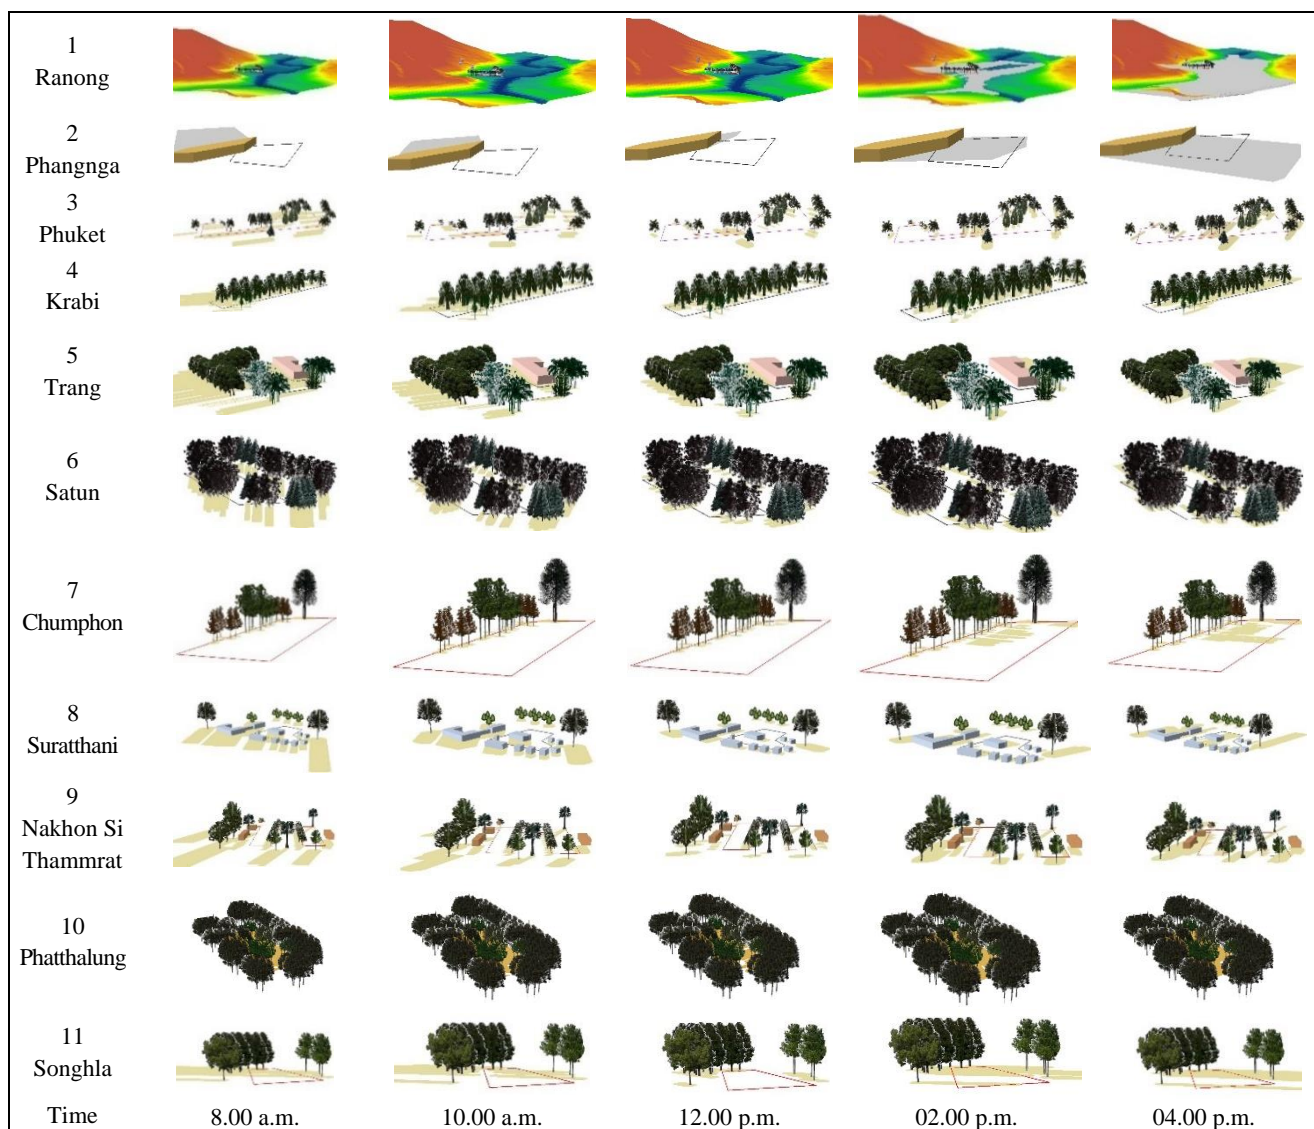 1
Ranong
2
Phangnga
3
Phuket
4
Krabi
5
Trang
6
Satun
7
Chumphon
8
Suratthani
9
Nakhon Si
Thammrat
10
Phatthalung
11
Songhla
Time 8.00 a.m. 10.00 a.m. 12.00 p.m. 02.00 p.m. 04.00 p.m.